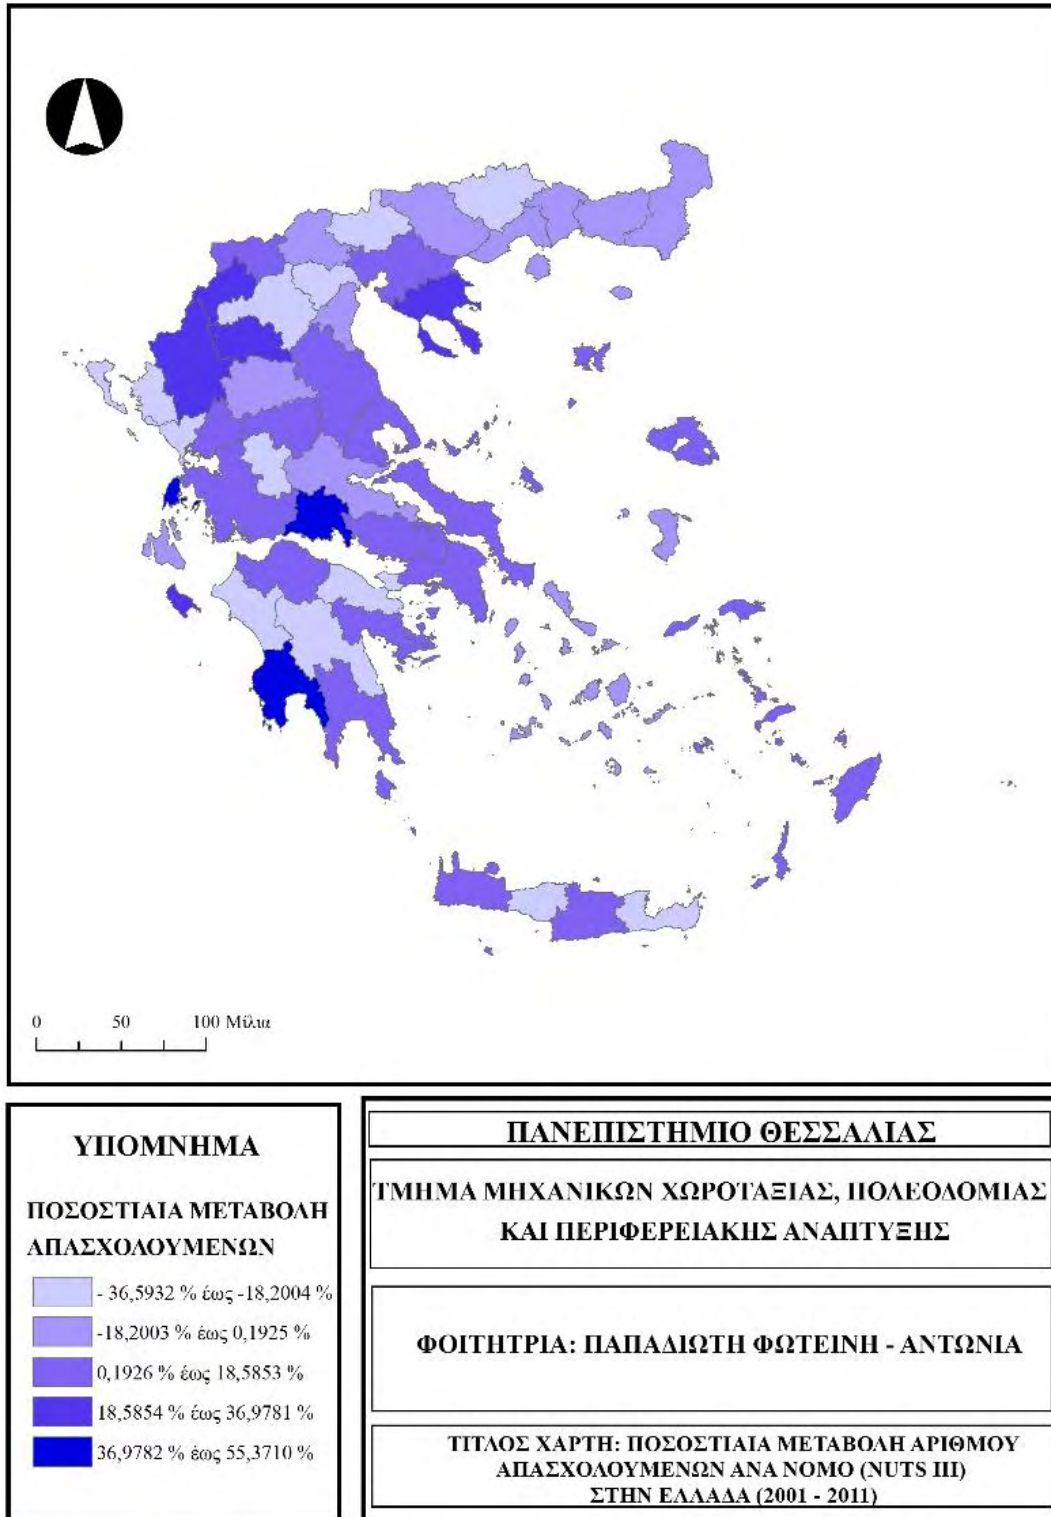 0 50 100 Μίλια
ΥΠΟΜΝΗΜΑ
ΠΟΣΟΣΤΙΑΙΑ ΜΕΤΑΒΟΛΗ
ΑΠΑΣΧΟΛΟΥΜΕΝΩΝ
- 36,5932 % έως -18,2004 %
-18,2003 % έως 0,1925 %
0,1926 % έως 18,5853 %
18,5854 % έως 36,9781 %
36,9782 % έως 55,3710 %
ΠΑΝΕΠΙΣΤΗΜΙΟ ΘΕΣΣΑΛΙΑΣ
ΤΜΗΜΑ ΜΗΧΑΝΙΚΩΝ ΧΩΡΟΤΑΞΙΑΣ, ΠΟΛΕΟΔΟΜΙΑΣ
ΚΑΙ ΠΕΡΙΦΕΡΕΙΑΚΗΣ ΑΝΑΠΤΥΞΗΣ
ΦΟΙΤΗΤΡΙΑ: ΠΑΠΑΔΙΩΤΗ ΦΩΤΕΙΝΗ - ΑΝΤΩΝΙΑ
ΤΙΤΛΟΣ ΧΑΡΤΗ: ΠΟΣΟΣΤΙΑΙΑ ΜΕΤΑΒΟΛΗ ΑΡΙΘΜΟΥ
ΑΠΑΣΧΟΛΟΥΜΕΝΩΝ ΑΝΑ ΝΟΜΟ (NUTS III)
ΣΤΗΝ ΕΛΛΑΔΑ (2001 - 2011)